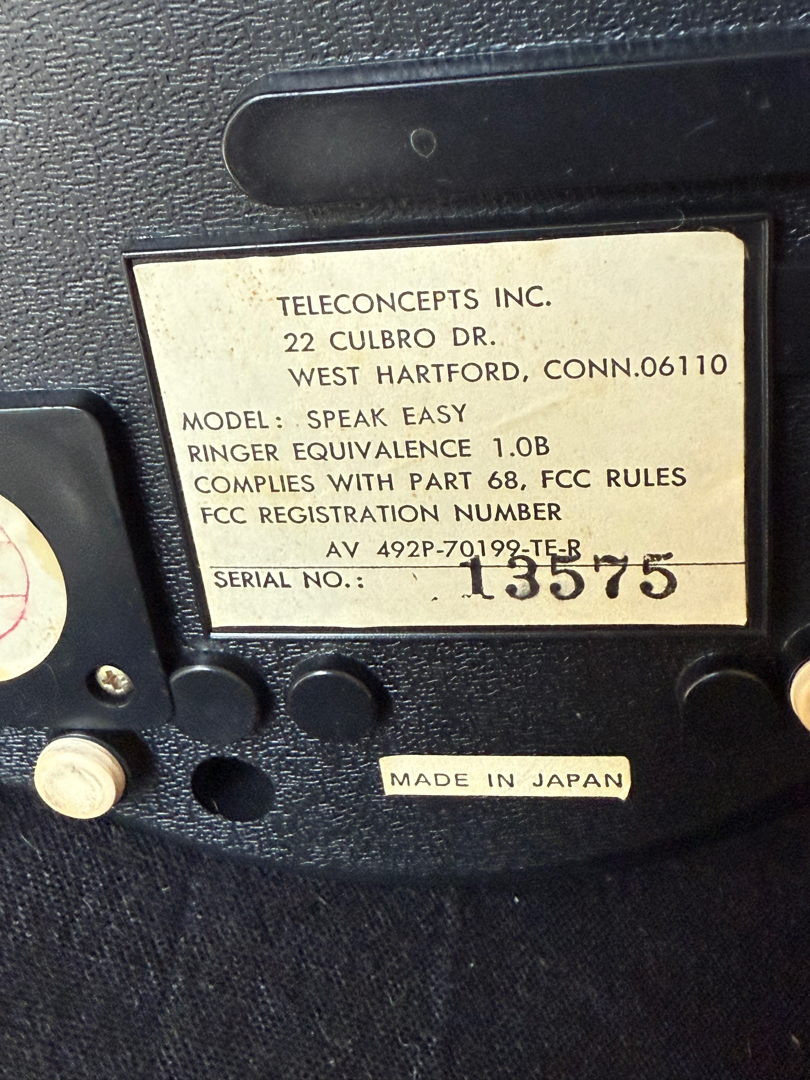 TELECONCEPTS INC.
22 CULBRO DR.
WEST HARTFORD, CONN.06110
MODEL: SPEAK EASY
RINGER EQUIVALENCE 1.0B
COMPLIES WITH PART 68, FCC RULES
FCC REGISTRATION NUMBER
AV 492P-70199-TE-R
SERIAL NO.: 13575
MADE IN JAPAN